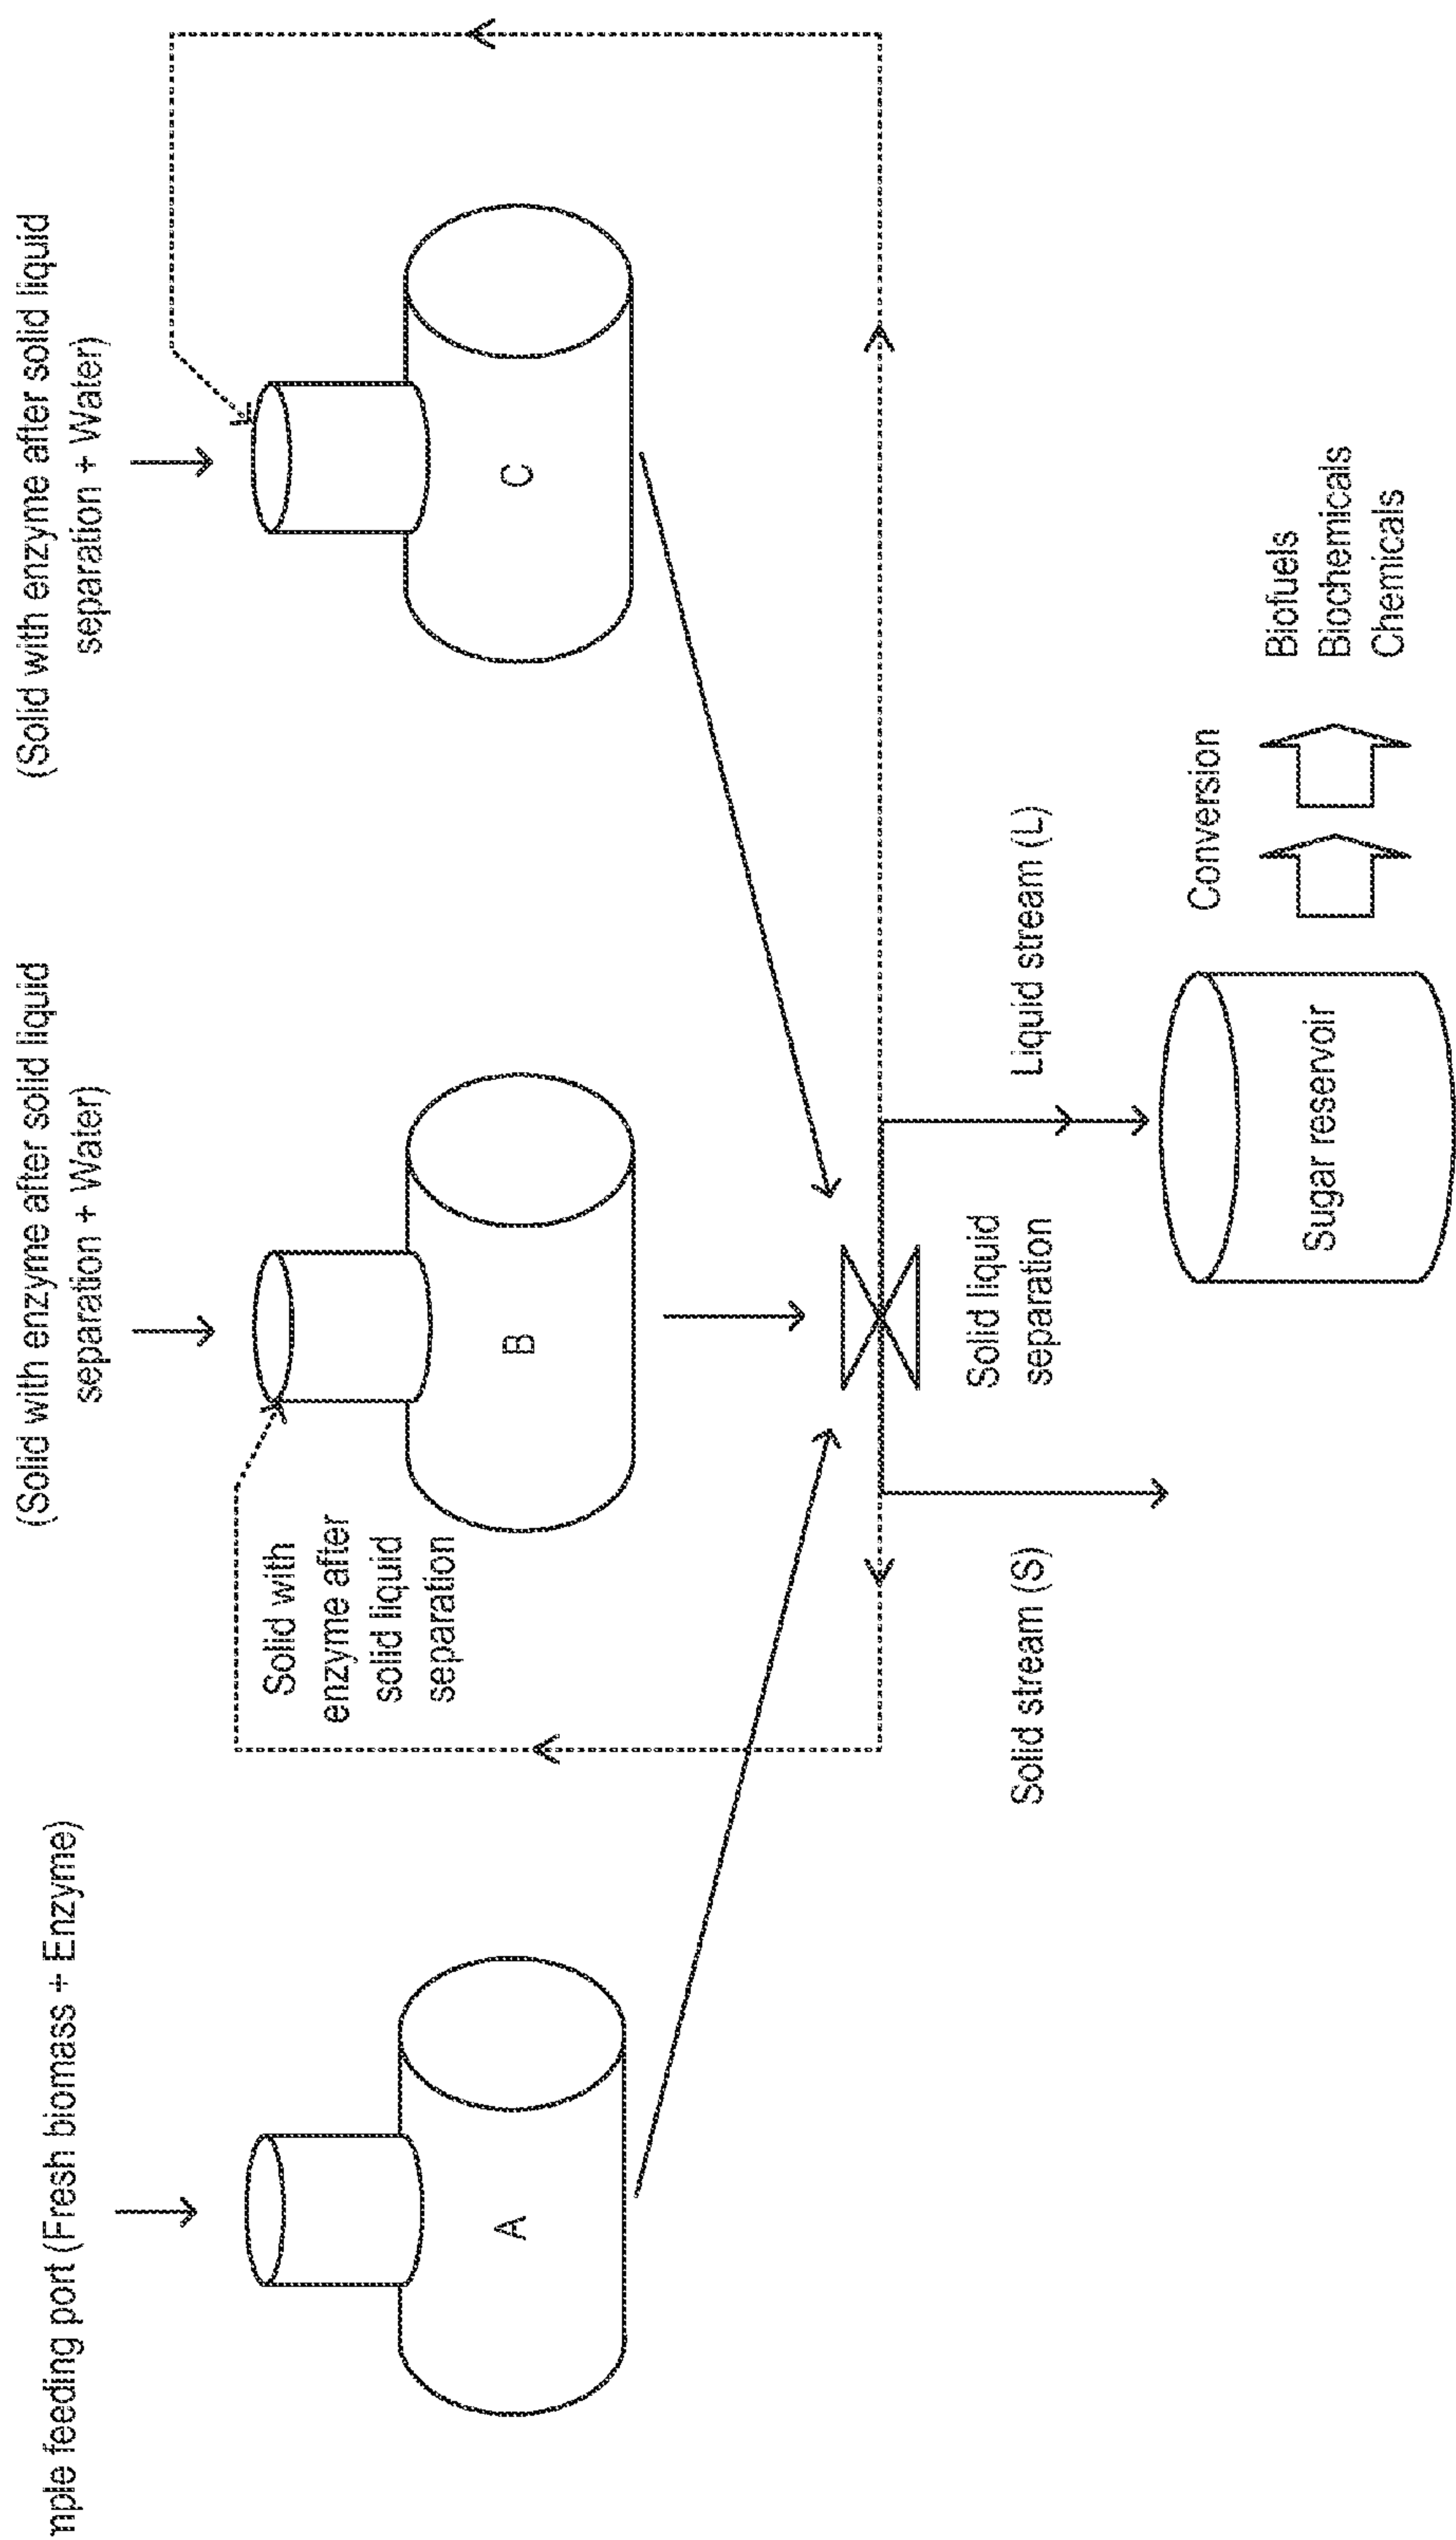 mple feeding port (Fresh biomass + Enzyme)
(Solid with enzyme after solid liquid
separation + Water)
(Solid with enzyme after solid liquid
separation + Water)
Solid with
enzyme after
solid liquid
separation
A
B
C
Solid liquid
separation
Solid stream (S)
Liquid stream (L)
Sugar reservoir
Conversion
Biofuels
Biochemicals
Chemicals